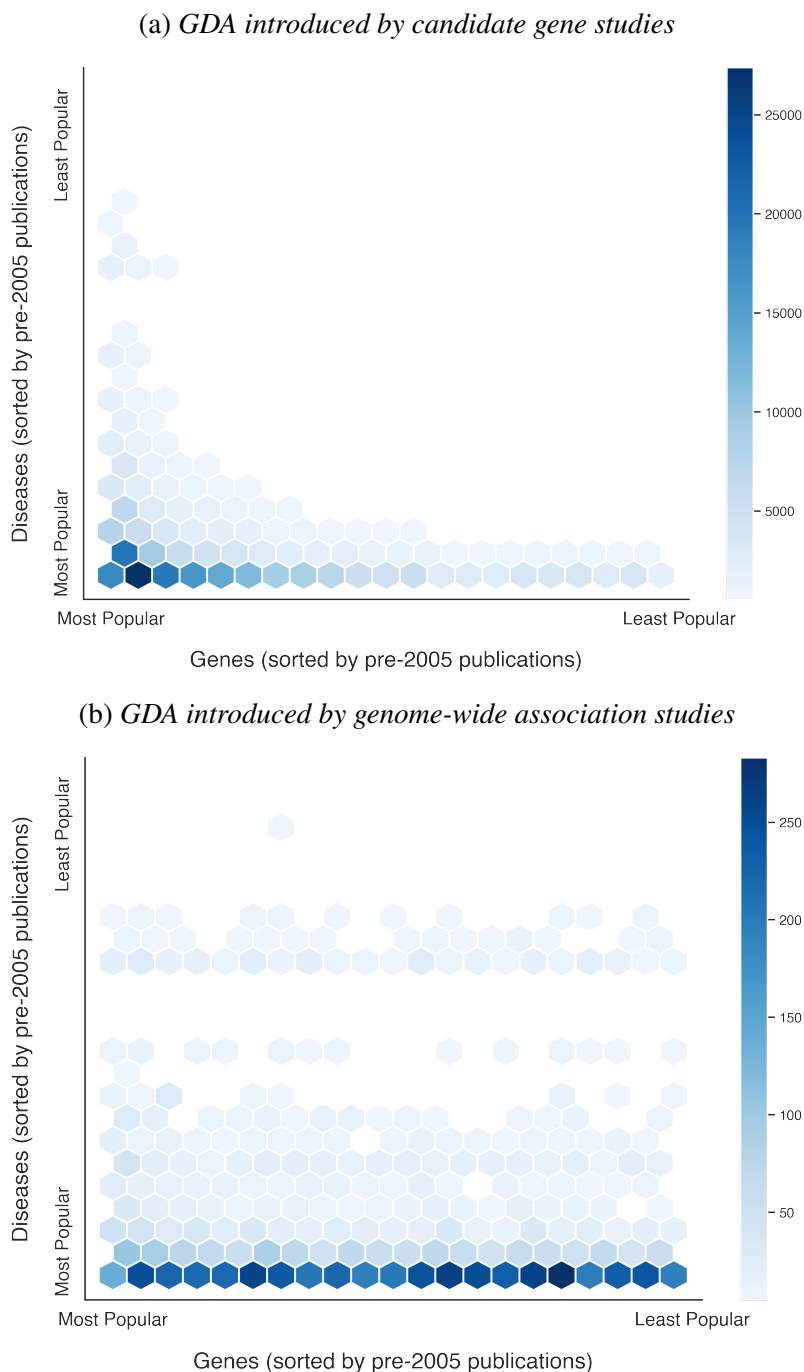 (a) GDA introduced by candidate gene studies
Least Popular
Diseases (sorted by pre-2005 publications)
Most Popular
25000
20000
15000
10000
5000
Most Popular
Least Popular
Genes (sorted by pre-2005 publications)
(b) GDA introduced by genome-wide association studies
Least Popular
Diseases (sorted by pre-2005 publications)
Most Popular
250
200
150
100
50
Most Popular
Least Popular
Genes (sorted by pre-2005 publications)